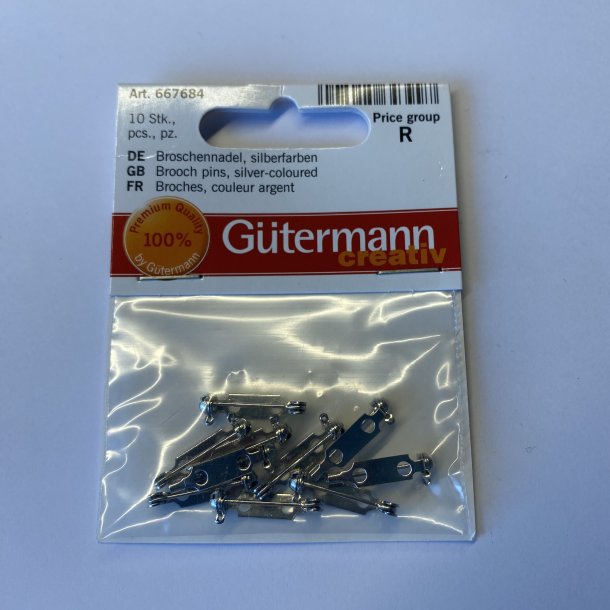 Art. 667684
10 Stk.,
pcs., pz.
Price group
R
DE Broschennadel, silberfarben
GB Brooch pins, silver-coloured
FR Broches, couleur argent
Premium Quality
100%
by Gütermann
Gütermann
creativ